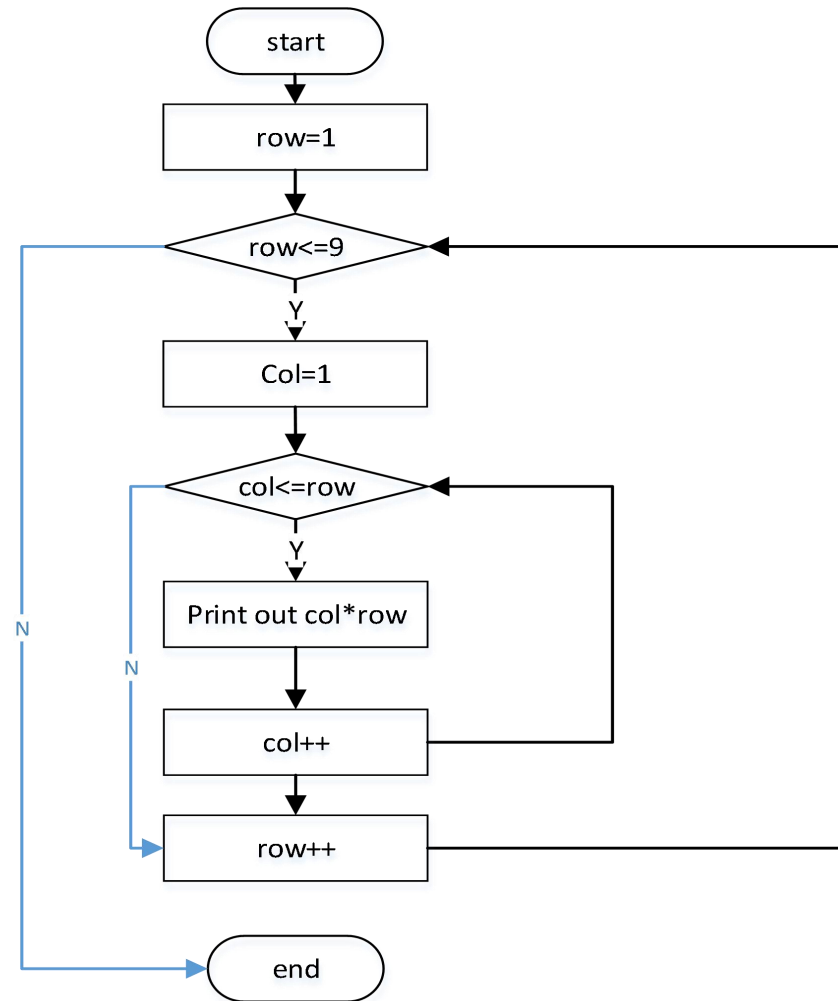 start
row=1
row<=9
Y
Col=1
col<=row
Y
Print out col*row
N
N
col++
row++
end